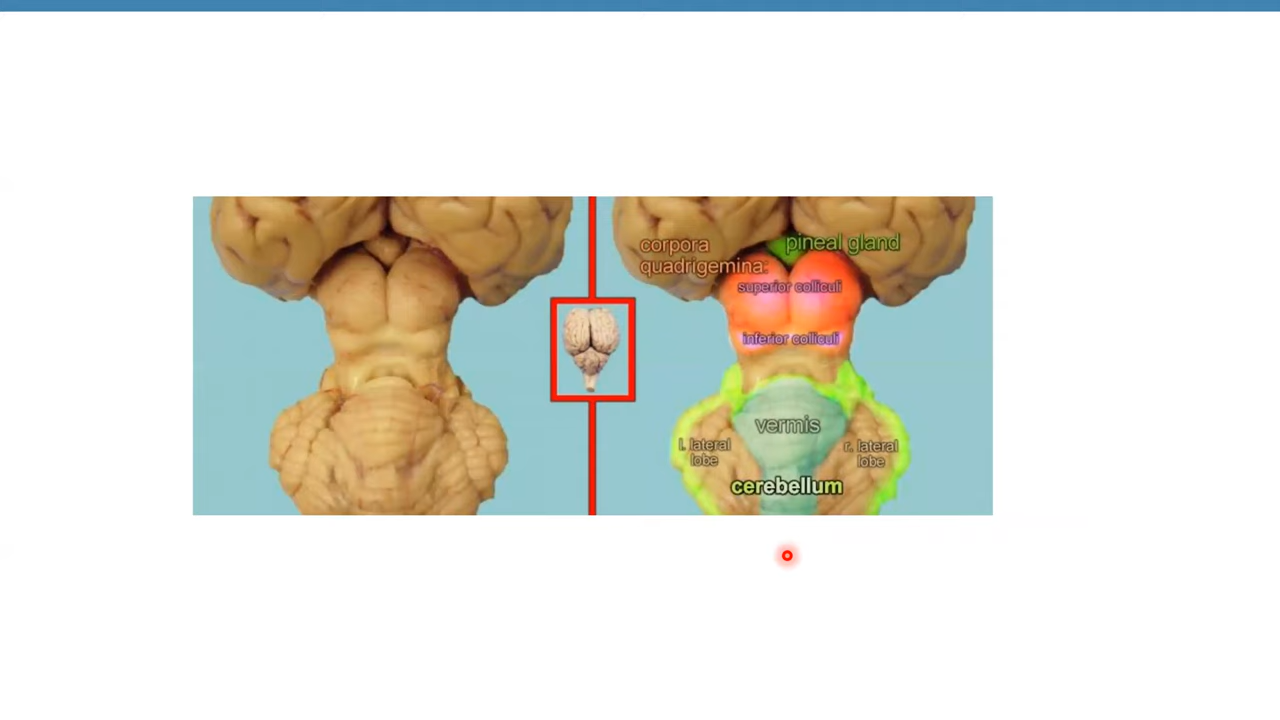 corpora
quadrigemina:
pineal gland
superior colliculi
inferior colliculi
vermis
l. lateral
lobe
r. lateral
lobe
cerebellum